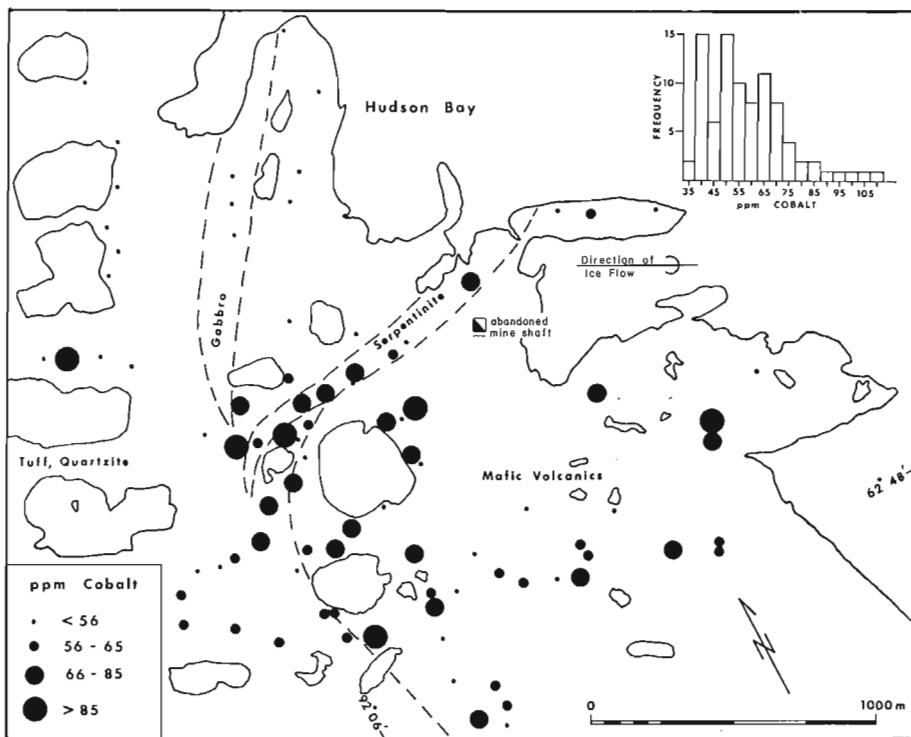 Hudson Bay
FREQUENCY
15
10
5
35 45 55 65 75 85 95 105
ppm COBALT
Direction of
Ice Flow
Gabbro
Serpentinite
abandoned
mine shaft
Tuff, Quartzite
Mafic Volcanics
62° 48'
92° 06'
ppm Cobalt
< 56
56 - 65
66 - 85
> 85
N
0 1000 m